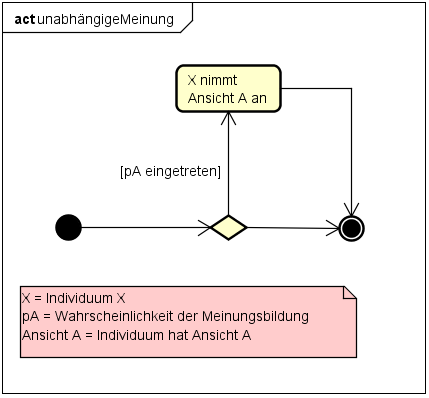 act unabhängigeMeinung
X nimmt
Ansicht A an
[pA eingetreten]
X = Individuum X
pA = Wahrscheinlichkeit der Meinungsbildung
Ansicht A = Individuum hat Ansicht A